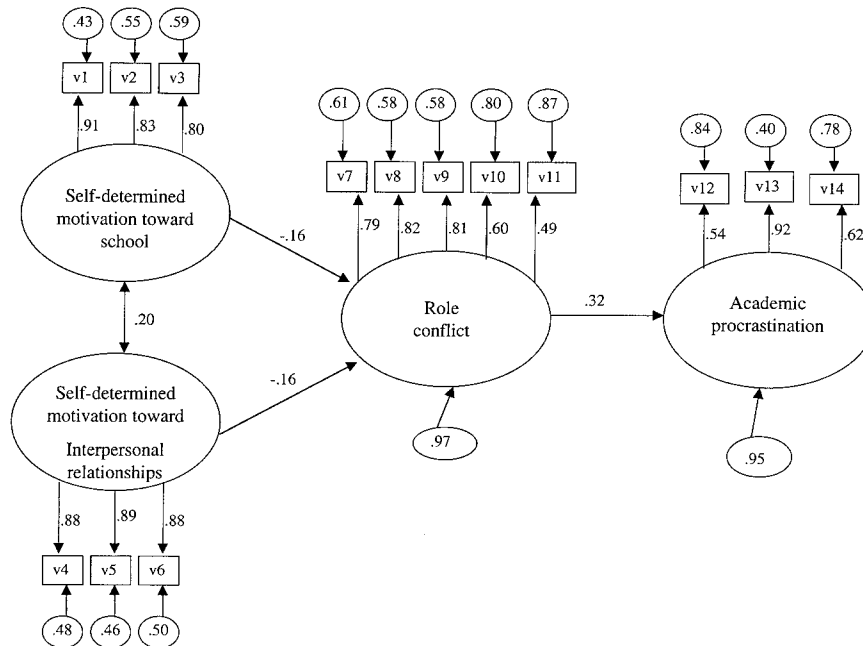 .43 .55 .59
v1 v2 v3
.91 .83 .80
Self-determined
motivation toward
school
.20
Self-determined
motivation toward
Interpersonal
relationships
.88 .89 .88
v4 v5 v6
.48 .46 .50
-.16
-.16
.61 .58 .58 .80 .87
v7 v8 v9 v10 v11
.79 .82 .81 .60 .49
Role
conflict
.97
.32
.84 .40 .78
v12 v13 v14
.54 .92 .62
Academic
procrastination
.95